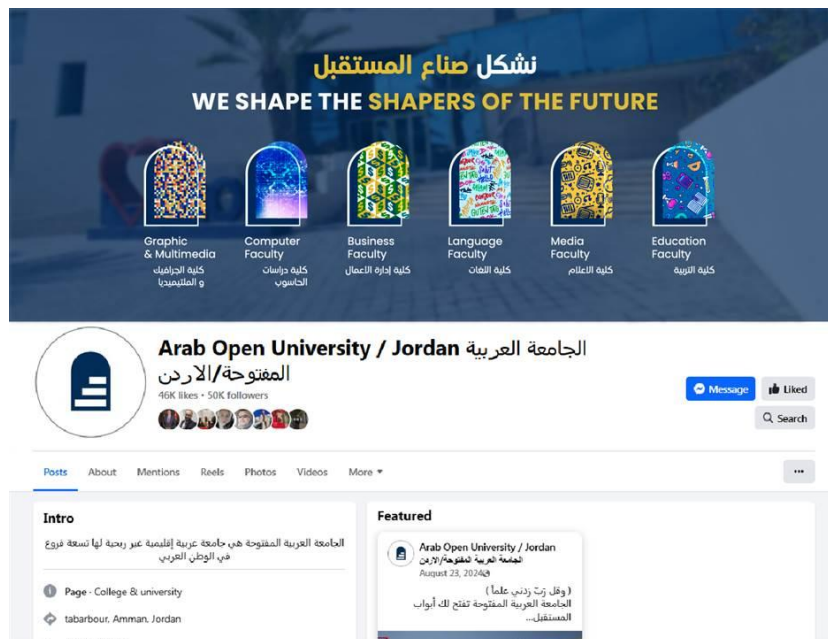 نشكل صناع المستقبل
WE SHAPE THE SHAPERS OF THE FUTURE
Graphic
& Multimedia
كلية الجرافيك
و الملتيميديا
Computer
Faculty
كلية دراسات
الحاسوب
Business
Faculty
كلية إدارة الأعمال
Language
Faculty
كلية اللغات
Media
Faculty
كلية الاعلام
Education
Faculty
كلية التربية
Arab Open University / Jordan الجامعة العربية
المفتوحة/الاردن
46K likes • 50K followers
Message
Liked
Search
Posts
About
Mentions
Reels
Photos
Videos
More
Intro
الجامعة العربية المفتوحة هي جامعة عربية إقليمية غير ربحية لها تسعة فروع
في الوطن العربي
Page · College & university
tabarbour, Amman, Jordan
Featured
Arab Open University / Jordan
الجامعة العربية المفتوحة/الاردن
August 23, 2024
( وقل رَبّ زدني علماً )
الجامعة العربية المفتوحة تفتح لك أبواب
المستقبل...